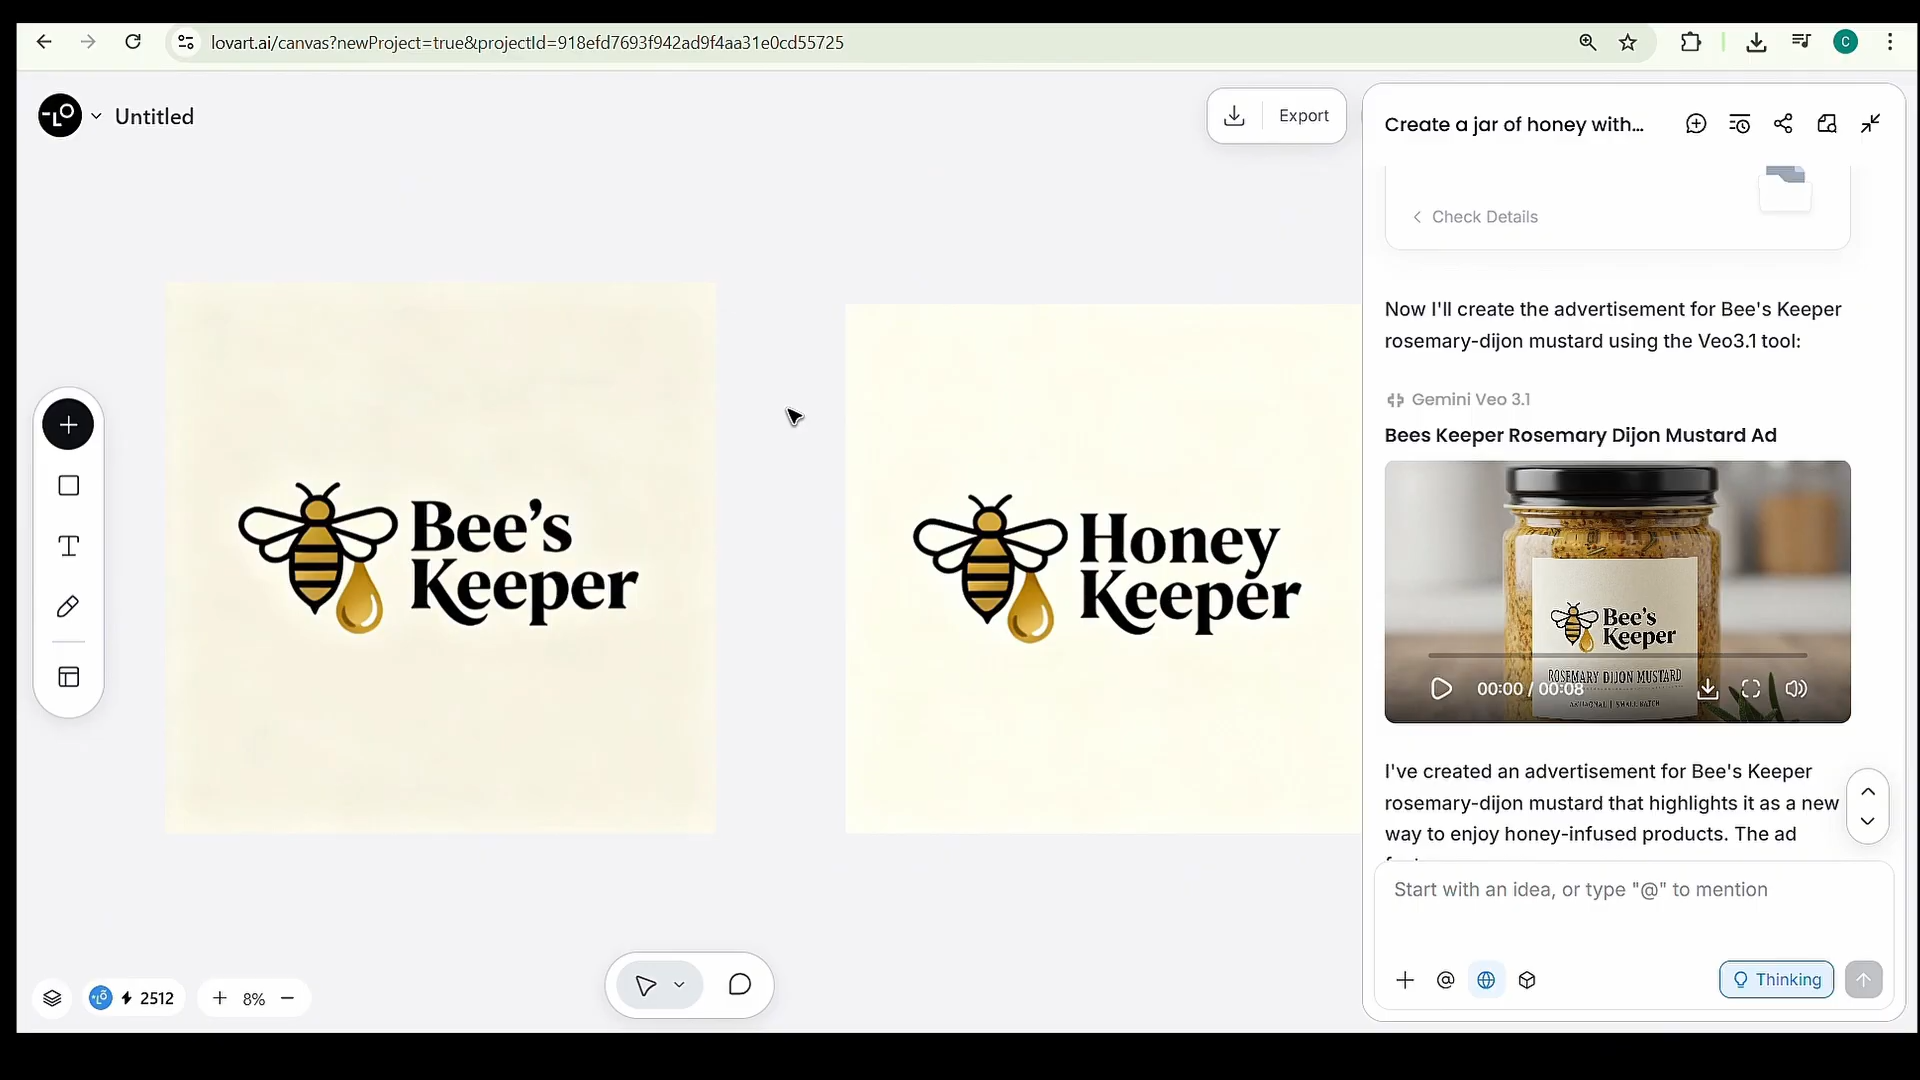 lovart.ai/canvas?newProject=true&projectId=918efd7693f942ad9f4aa31e0cd55725
C
Untitled
Export
Bee's
Keeper
Honey
Keeper
2512
8%
Create a jar of honey with...
Check Details
Now I'll create the advertisement for Bee's Keeper
rosemary-dijon mustard using the Veo3.1 tool:
Gemini Veo 3.1
Bees Keeper Rosemary Dijon Mustard Ad
Bee's
Keeper
ROSEMARY DIJON MUSTARD
00:00 / 00:08
ARTISANAL | SMALL BATCH
I've created an advertisement for Bee's Keeper
rosemary-dijon mustard that highlights it as a new
way to enjoy honey-infused products. The ad
Start with an idea, or type "@" to mention
Thinking